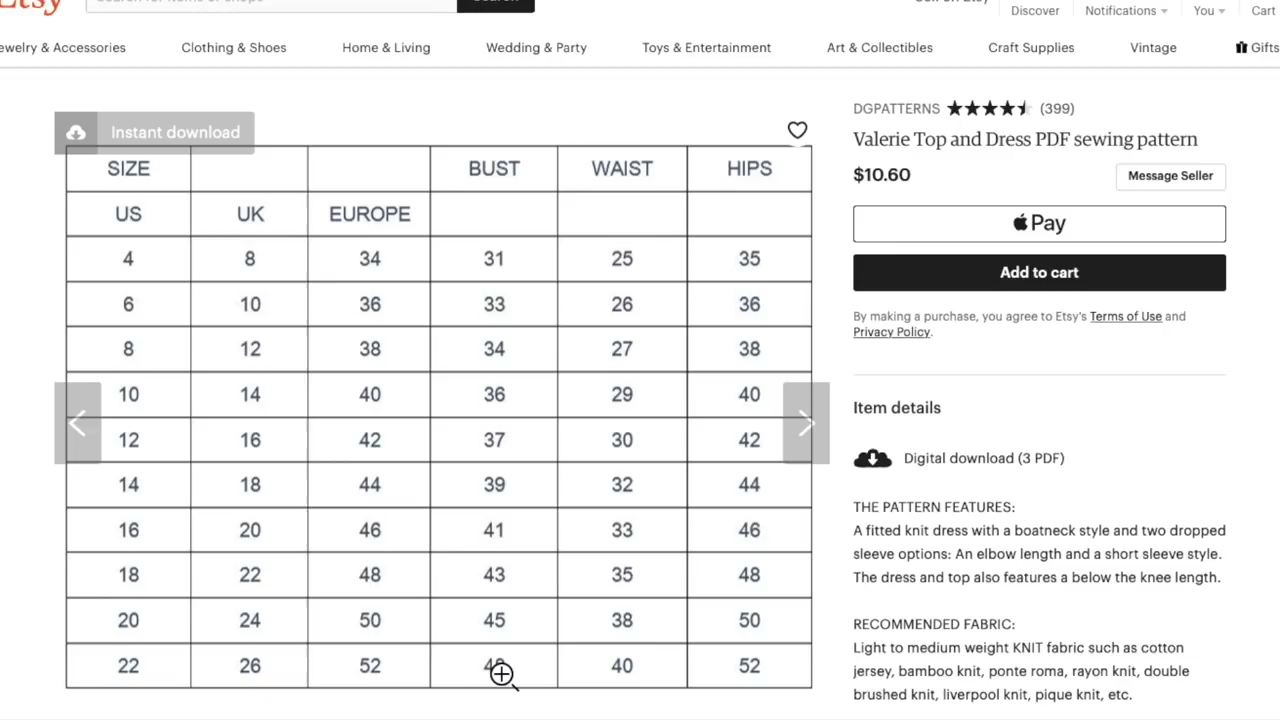 Etsy
Discover Notifications You Cart
Jewelry & Accessories Clothing & Shoes Home & Living Wedding & Party Toys & Entertainment Art & Collectibles Craft Supplies Vintage Gifts
Instant download
SIZE BUST WAIST HIPS
US UK EUROPE
4 8 34 31 25 35
6 10 36 33 26 36
8 12 38 34 27 38
10 14 40 36 29 40
12 16 42 37 30 42
14 18 44 39 32 44
16 20 46 41 33 46
18 22 48 43 35 48
20 24 50 45 38 50
22 26 52 40 52
DGPATTERNS (399)
Valerie Top and Dress PDF sewing pattern
$10.60
Message Seller
Pay
Add to cart
By making a purchase, you agree to Etsy's Terms of Use and
Privacy Policy.
Item details
Digital download (3 PDF)
THE PATTERN FEATURES:
A fitted knit dress with a boatneck style and two dropped
sleeve options: An elbow length and a short sleeve style.
The dress and top also features a below the knee length.
RECOMMENDED FABRIC:
Light to medium weight KNIT fabric such as cotton
jersey, bamboo knit, ponte roma, rayon knit, double
brushed knit, liverpool knit, pique knit, etc.